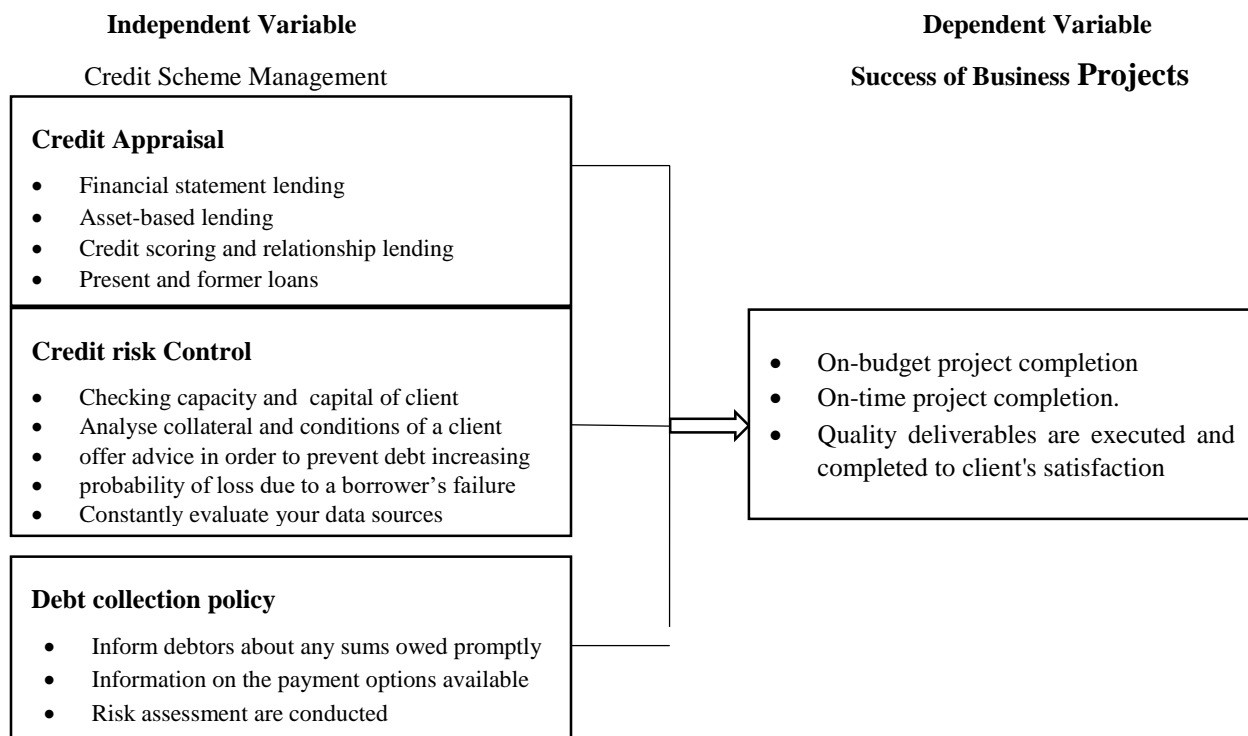 Independent Variable
Dependent Variable
Credit Scheme Management
Success of Business Projects
Credit Appraisal
• Financial statement lending
• Asset-based lending
• Credit scoring and relationship lending
• Present and former loans
Credit risk Control
• Checking capacity and capital of client
• Analyse collateral and conditions of a client
• offer advice in order to prevent debt increasing
• probability of loss due to a borrower’s failure
• Constantly evaluate your data sources
Debt collection policy
• Inform debtors about any sums owed promptly
• Information on the payment options available
• Risk assessment are conducted
• On-budget project completion
• On-time project completion.
• Quality deliverables are executed and
completed to client's satisfaction